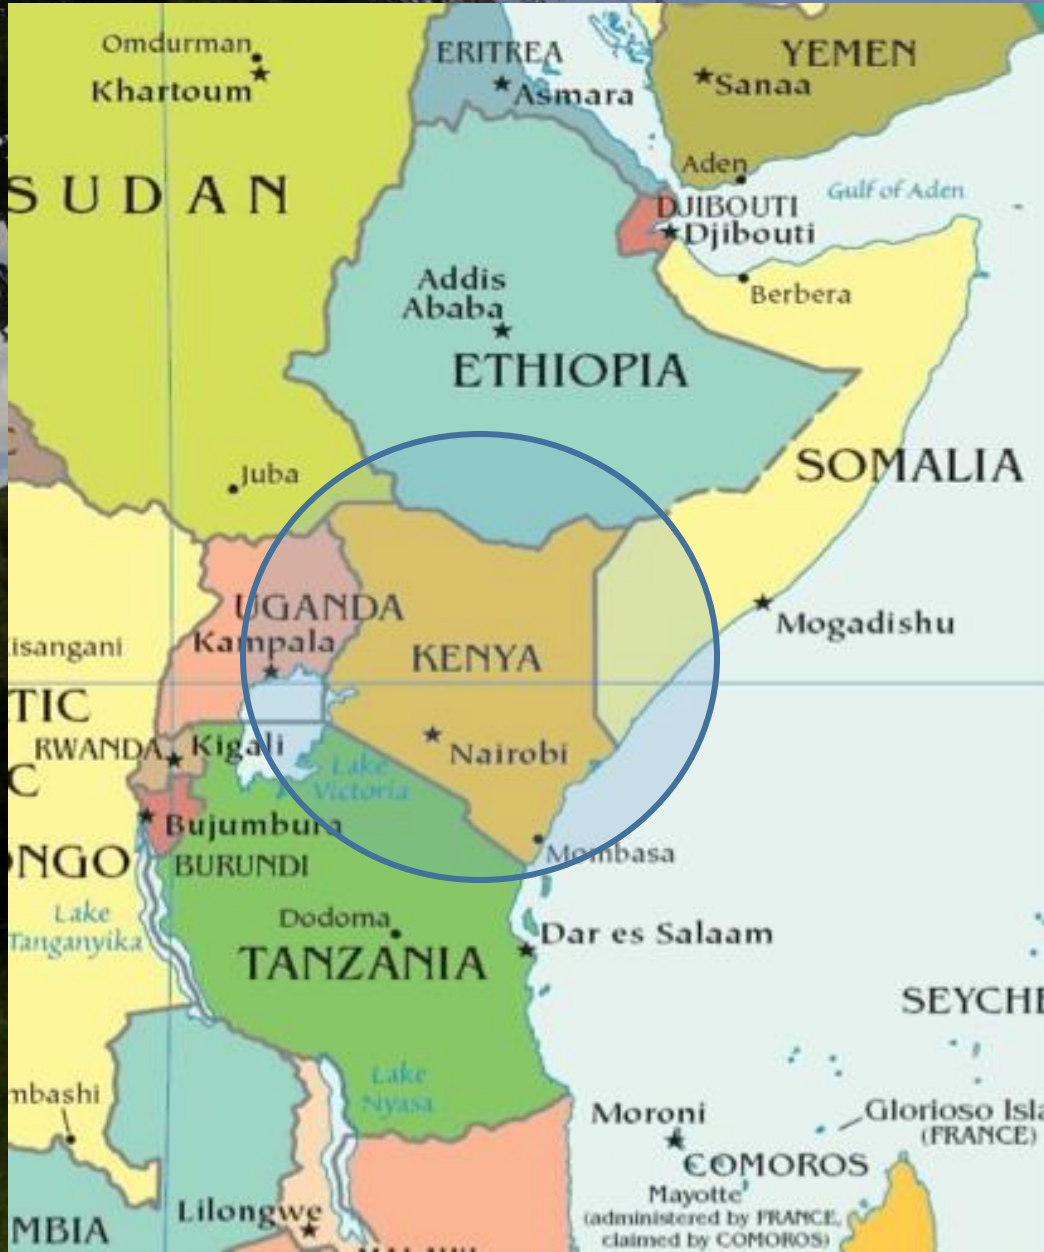 Omdurman
Khartoum
ERITREA
Asmara
YEMEN
Sanaa
SUDAN
Aden
Gulf of Aden
DJIBOUTI
Djibouti
Addis
Ababa
Berbera
ETHIOPIA
C
Juba
SOMALIA
UGANDA
Kampala
isangani
KENYA
Mogadishu
TIC
RWANDA
Kigali
C
Nairobi
Lake
Victoria
Bujumbura
NGO
BURUNDI
Mombasa
Lake
Tanganyika
Dodoma
TANZANIA
Dar es Salaam
SEYCHE
Lake
Nyasa
mbashi
Moroni
Glorioso Isla
(FRANCE)
COMOROS
Mayotte
(administered by FRANCE,
claimed by COMOROS)
Lilongwe
MBIA
MALAWI